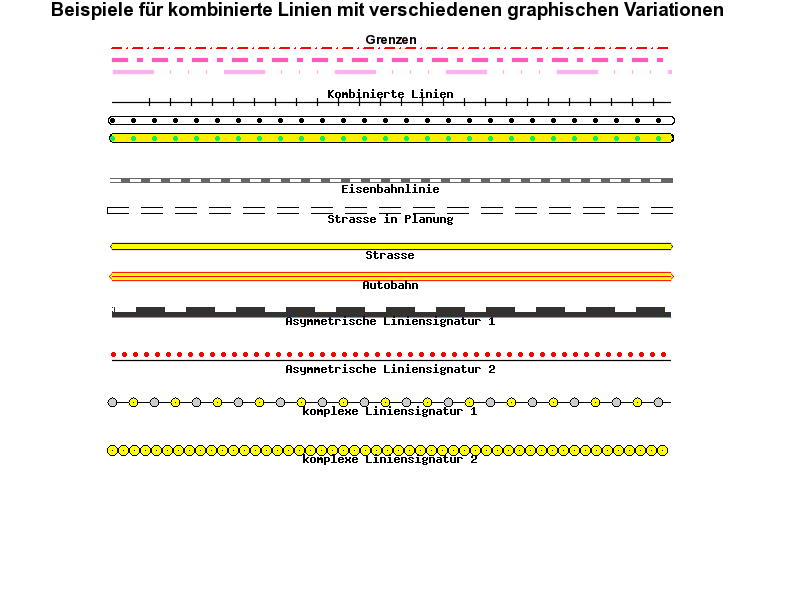 Beispiele für kombinierte Linien mit verschiedenen graphischen Variationen
Grenzen
Kombinierte Linien
Eisenbahnlinie
Strasse in Planung
Strasse
Autobahn
Asymmetrische Liniensignatur 1
Asymmetrische Liniensignatur 2
komplexe Liniensignatur 1
komplexe Liniensignatur 2